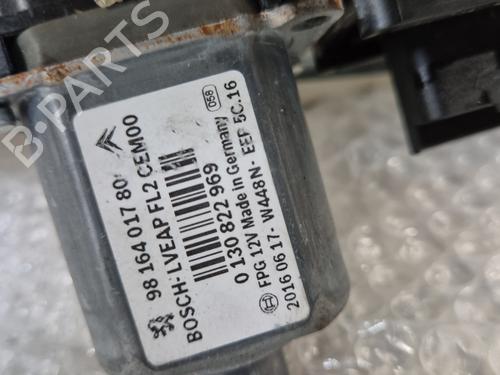 98 164 017 80
BOSCH-LVEAP FL2 CEM00
0 130 822 969
FPG 12V Made in Germany
D58
2016 06 17- W448N- EEP 5C.16
B-PARTS